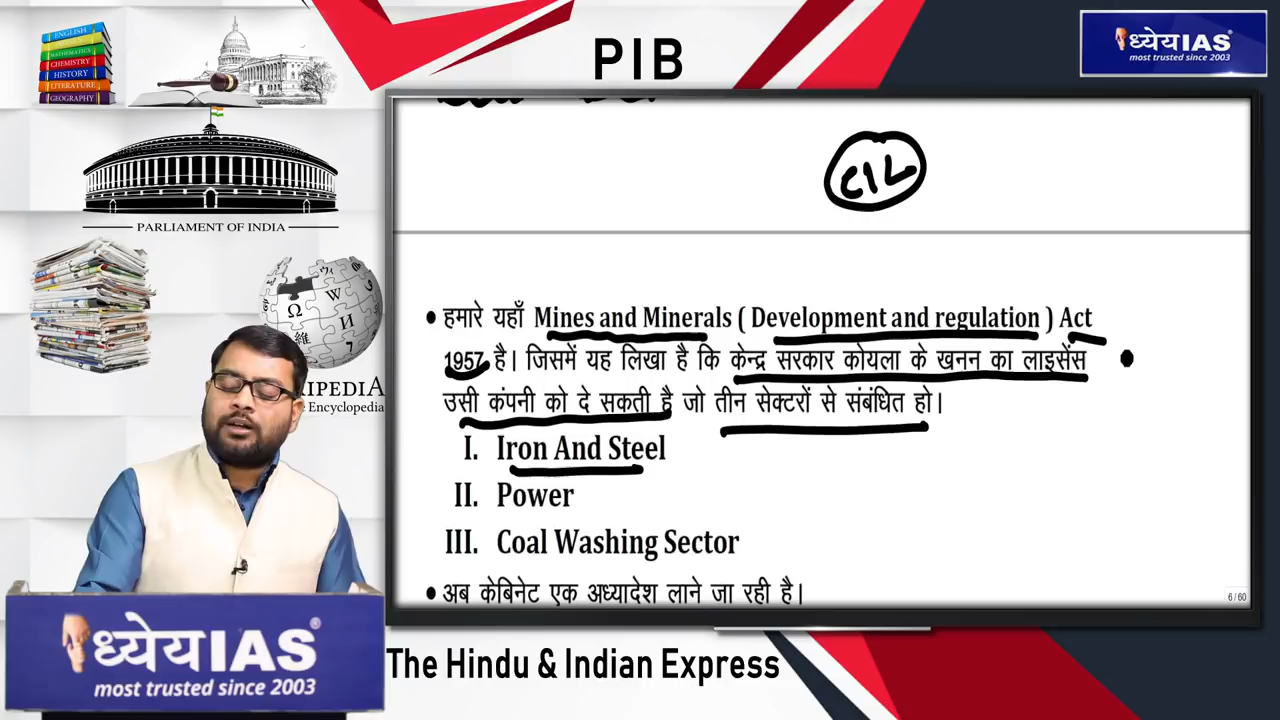 PIB
ध्येयIAS
most trusted since 2003
ENGLISH
MATHEMATICS
CHEMISTRY
HISTORY
LITERATURE
GEOGRAPHY
PARLIAMENT OF INDIA
W
Ω
И
維
IPEDIA
Encyclopedia
CIL
• हमारे यहाँ Mines and Minerals ( Development and regulation ) Act
1957 है। जिसमें यह लिखा है कि केन्द्र सरकार कोयला के खनन का लाइसेंस
उसी कंपनी को दे सकती है जो तीन सेक्टरों से संबंधित हो।
I. Iron And Steel
II. Power
III. Coal Washing Sector
• अब केबिनेट एक अध्यादेश लाने जा रही है।
6 / 60
ध्येयIAS®
most trusted since 2003
The Hindu & Indian Express